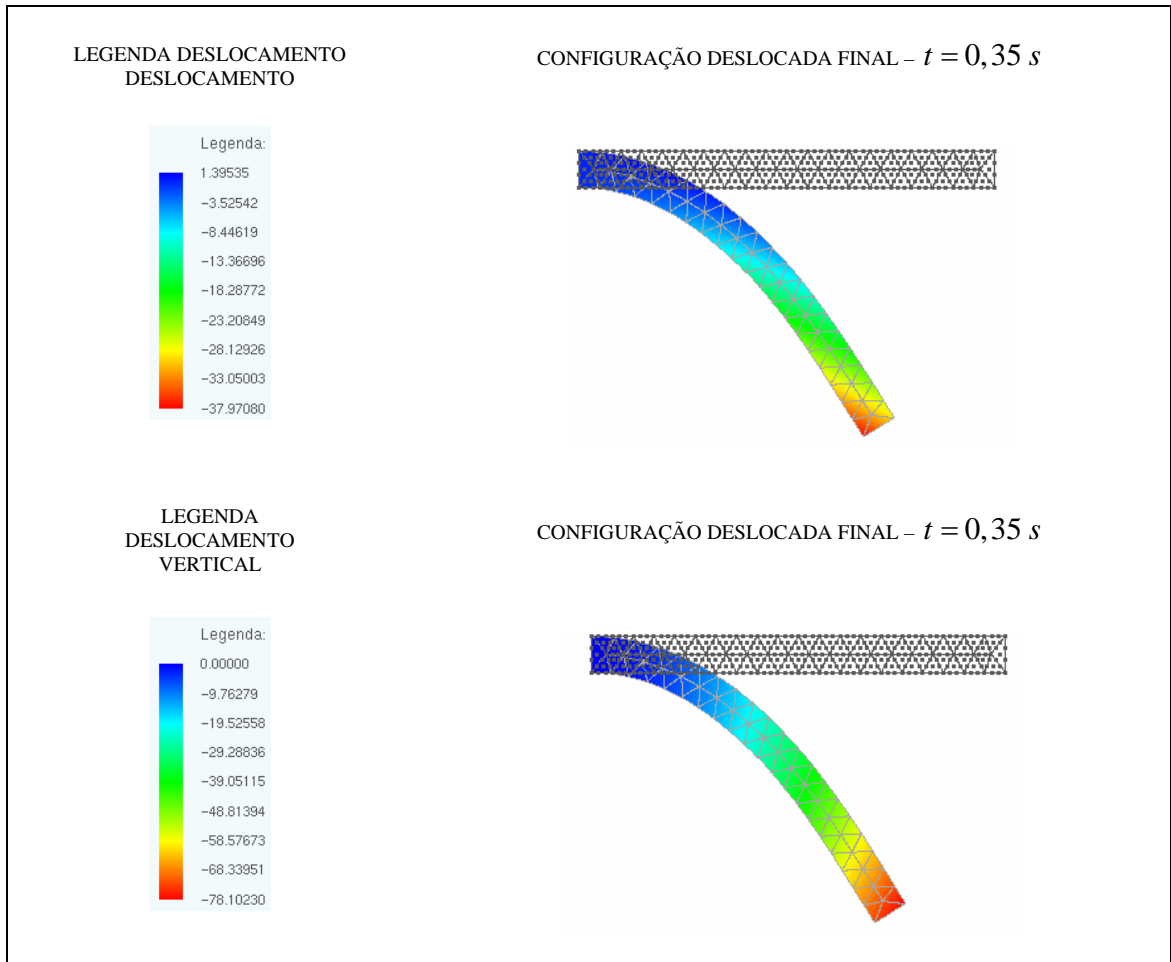 LEGENDA DESLOCAMENTO
DESLOCAMENTO
CONFIGURAÇÃO DESLOCADA FINAL – t = 0,35 s
Legenda:
1.39535
−3.52542
−8.44619
−13.36696
−18.28772
−23.20849
−28.12926
−33.05003
−37.97080
LEGENDA
DESLOCAMENTO
VERTICAL
CONFIGURAÇÃO DESLOCADA FINAL – t = 0,35 s
Legenda:
0.00000
−9.76279
−19.52558
−29.28836
−39.05115
−48.81394
−58.57673
−68.33951
−78.10230